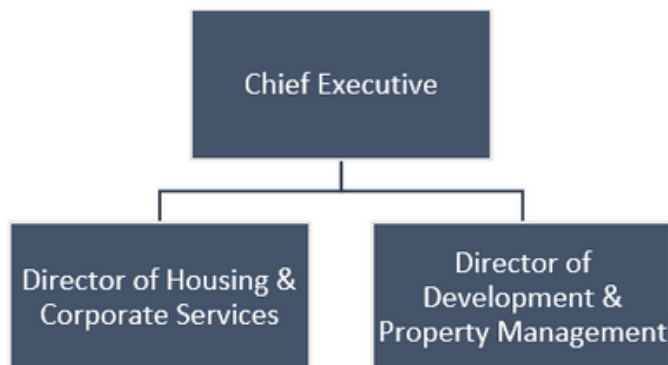 Chief Executive
Director of Housing &
Corporate Services
Director of
Development &
Property Management